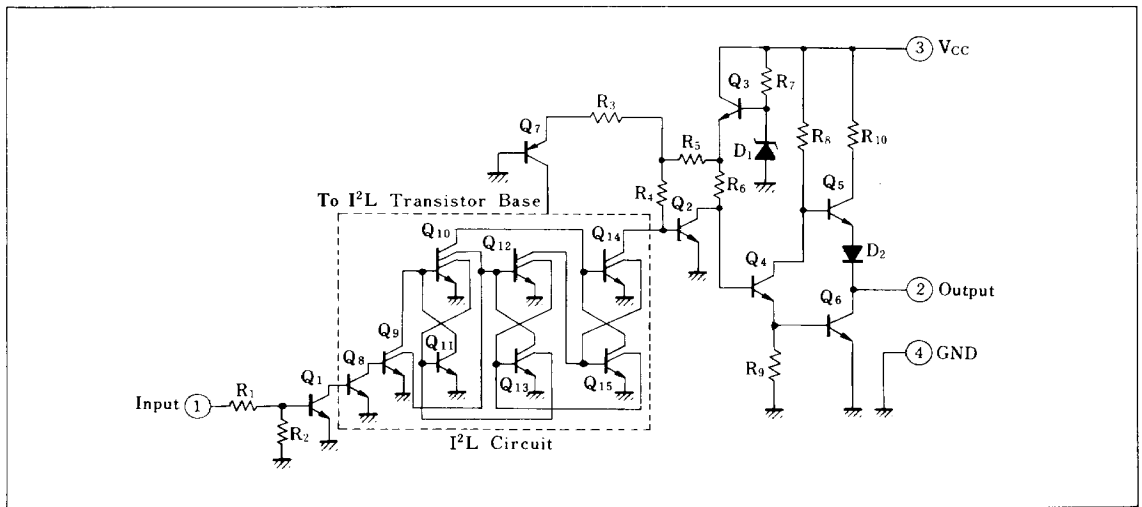 3 VCC
Q3
R7
R3
Q7
D1
R8
R10
R5
R6
Q5
R4
Q2
To I²L Transistor Base
Q10
Q12
Q14
Q4
D2
2 Output
Q6
Q9
Q11
Q8
Q13
Q15
R9
4 GND
Q1
R1
Input 1
R2
I²L Circuit